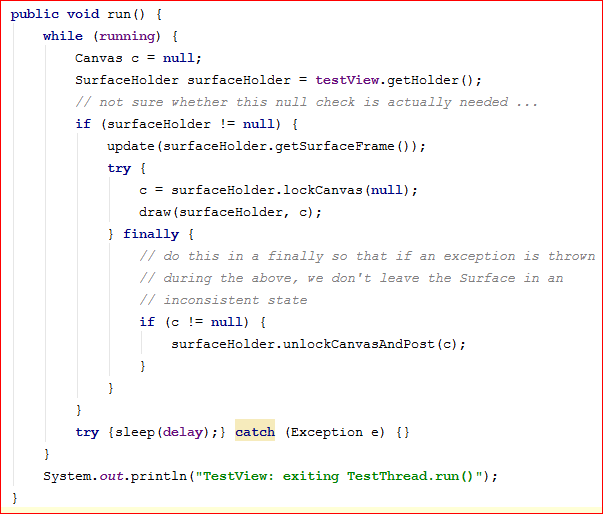 public void run() {
    while (running) {
        Canvas c = null;
        SurfaceHolder surfaceHolder = testView.getHolder();
        // not sure whether this null check is actually needed ...
        if (surfaceHolder != null) {
            update(surfaceHolder.getSurfaceFrame());
            try {
                c = surfaceHolder.lockCanvas(null);
                draw(surfaceHolder, c);
            } finally {
                // do this in a finally so that if an exception is thrown
                // during the above, we don't leave the Surface in an
                // inconsistent state
                if (c != null) {
                    surfaceHolder.unlockCanvasAndPost(c);
                }
            }
        }
        try {sleep(delay);} catch (Exception e) {}
    }
    System.out.println("TestView: exiting TestThread.run()");
}